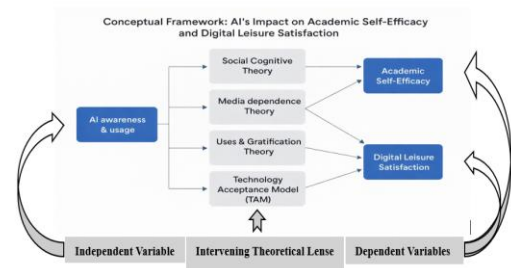 Conceptual Framework: AI's Impact on Academic Self-Efficacy
and Digital Leisure Satisfaction
Social Cognitive
Theory
Academic
Self-Efficacy
Media dependence
Theory
AI awareness
& usage
Uses & Gratification
Theory
Digital Leisure
Satisfaction
Technology
Acceptance Model
(TAM)
Independent Variable
Intervening Theoretical Lense
Dependent Variables